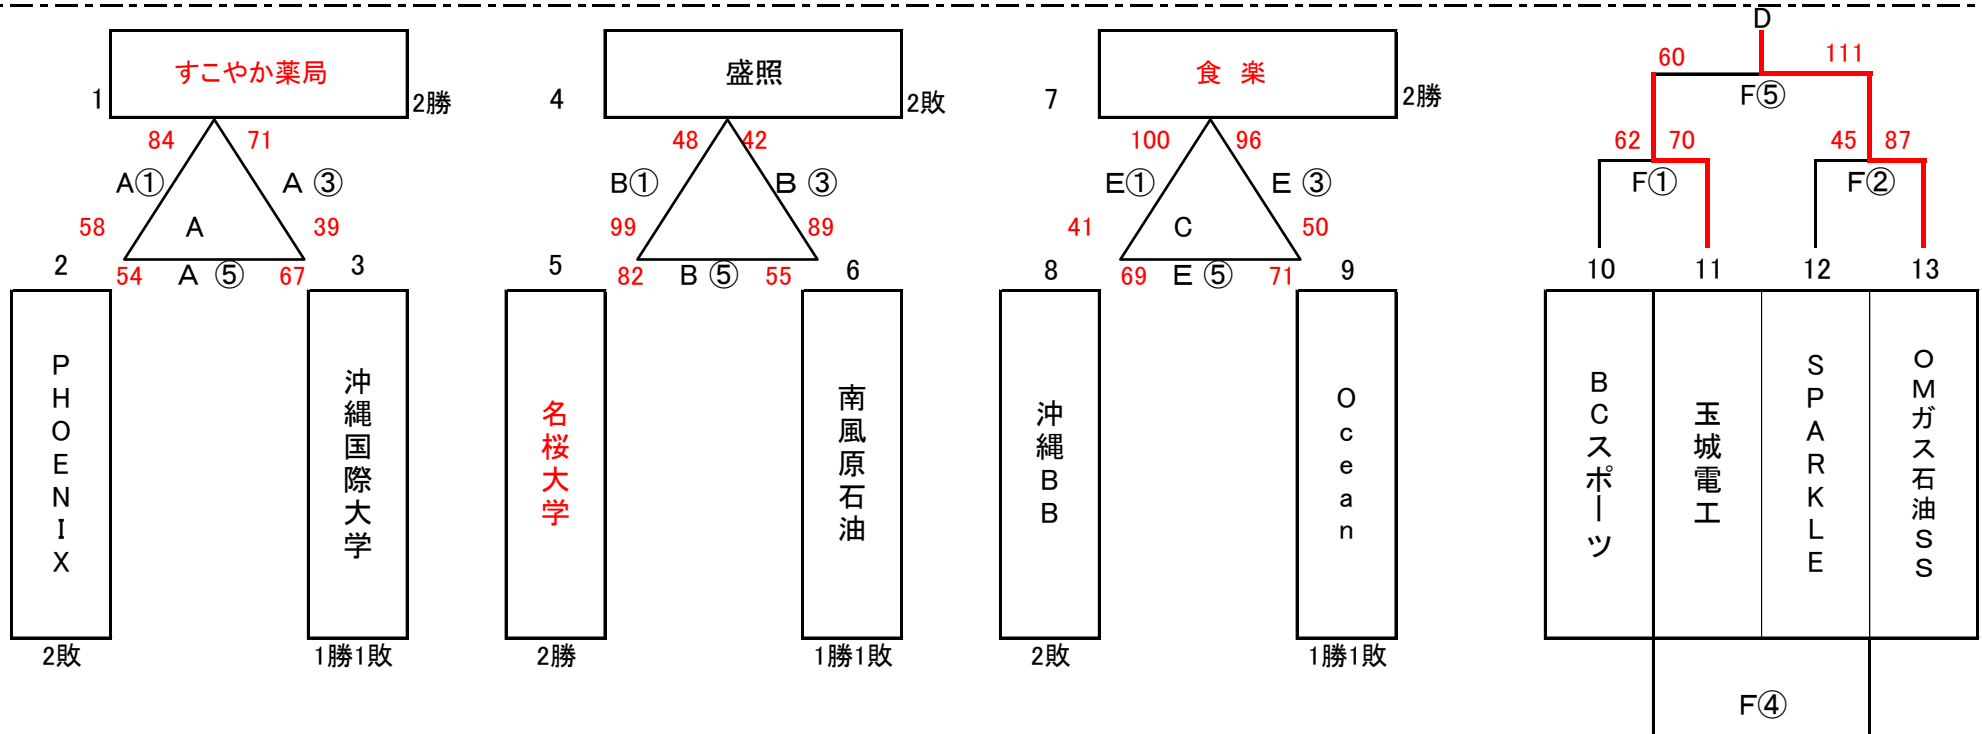 D
すこやか薬局
盛照
食 楽
60
111
1
2勝
4
2敗
7
2勝
F⑤
84
71
48
42
100
96
62
70
45
87
A①
A ③
B①
B ③
E①
E ③
F①
F②
58
A
39
99
89
41
C
50
2
54
A ⑤
67
3
5
82
B ⑤
55
6
8
69
E ⑤
71
9
10
11
12
13
PHOENIX
沖縄国際大学
名桜大学
南風原石油
沖縄BB
Ocean
BCスポーツ
玉城電工
SPARKLE
OMガス石油SS
2敗
1勝1敗
2勝
1勝1敗
2敗
1勝1敗
F④